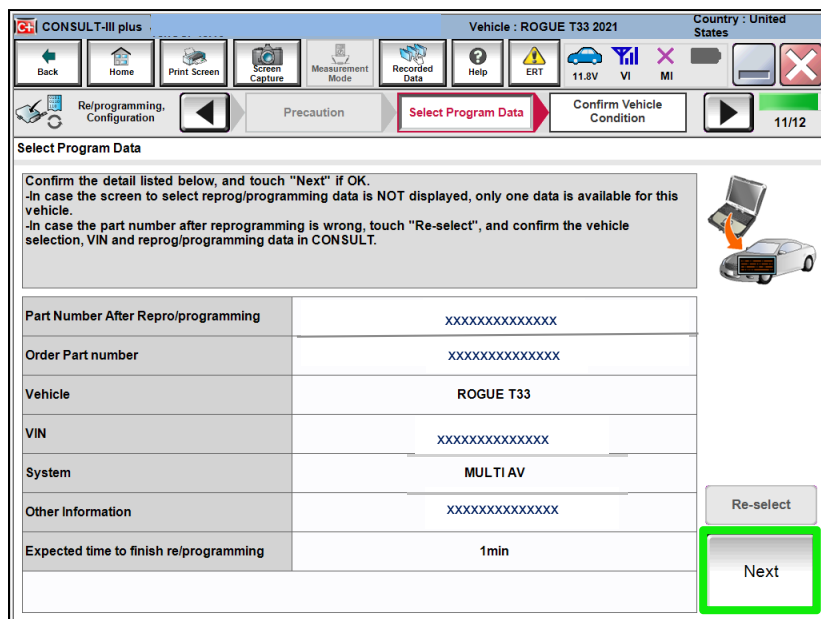 C+ CONSULT-III plus
Vehicle : ROGUE T33 2021
Country : United
States
Back
Home
Print Screen
Screen
Capture
Measurement
Mode
Recorded
Data
Help
ERT
11.8V
VI
MI
Re/programming,
Configuration
Precaution
Select Program Data
Confirm Vehicle
Condition
11/12
Select Program Data
Confirm the detail listed below, and touch "Next" if OK.
-In case the screen to select reprog/programming data is NOT displayed, only one data is available for this
vehicle.
-In case the part number after reprogramming is wrong, touch "Re-select", and confirm the vehicle
selection, VIN and reprog/programming data in CONSULT.
Part Number After Repro/programming
XXXXXXXXXXXXXX
Order Part number
XXXXXXXXXXXXXX
Vehicle
ROGUE T33
VIN
XXXXXXXXXXXXXX
System
MULTI AV
Other Information
XXXXXXXXXXXXXX
Expected time to finish re/programming
1min
Re-select
Next